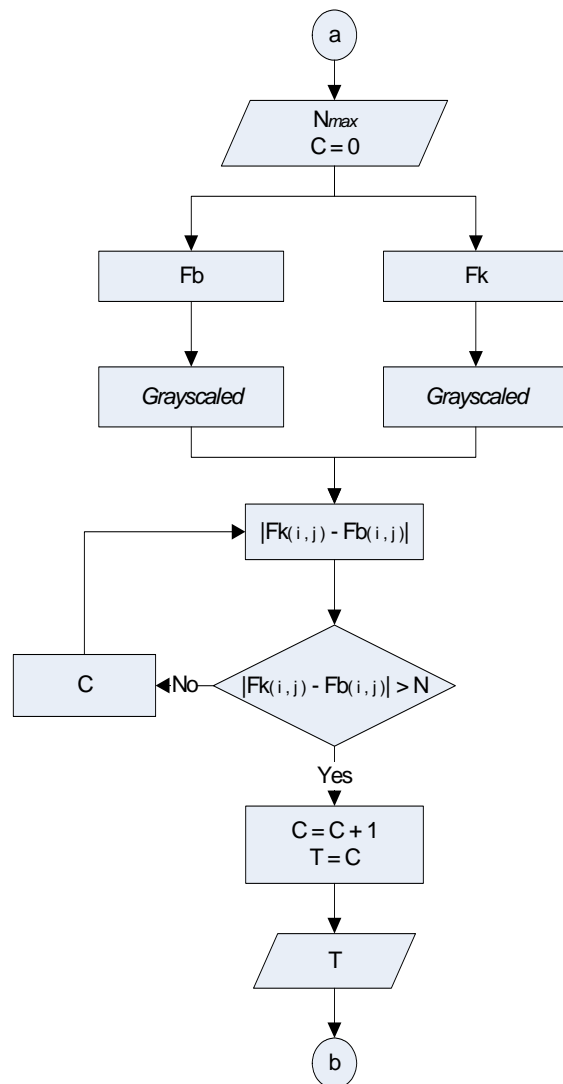 a
Nmax
C = 0
Fb
Fk
Grayscaled
Grayscaled
|Fk(i,j) - Fb(i,j)|
|Fk(i,j) - Fb(i,j)| > N
No
C
Yes
C = C + 1
T = C
T
b